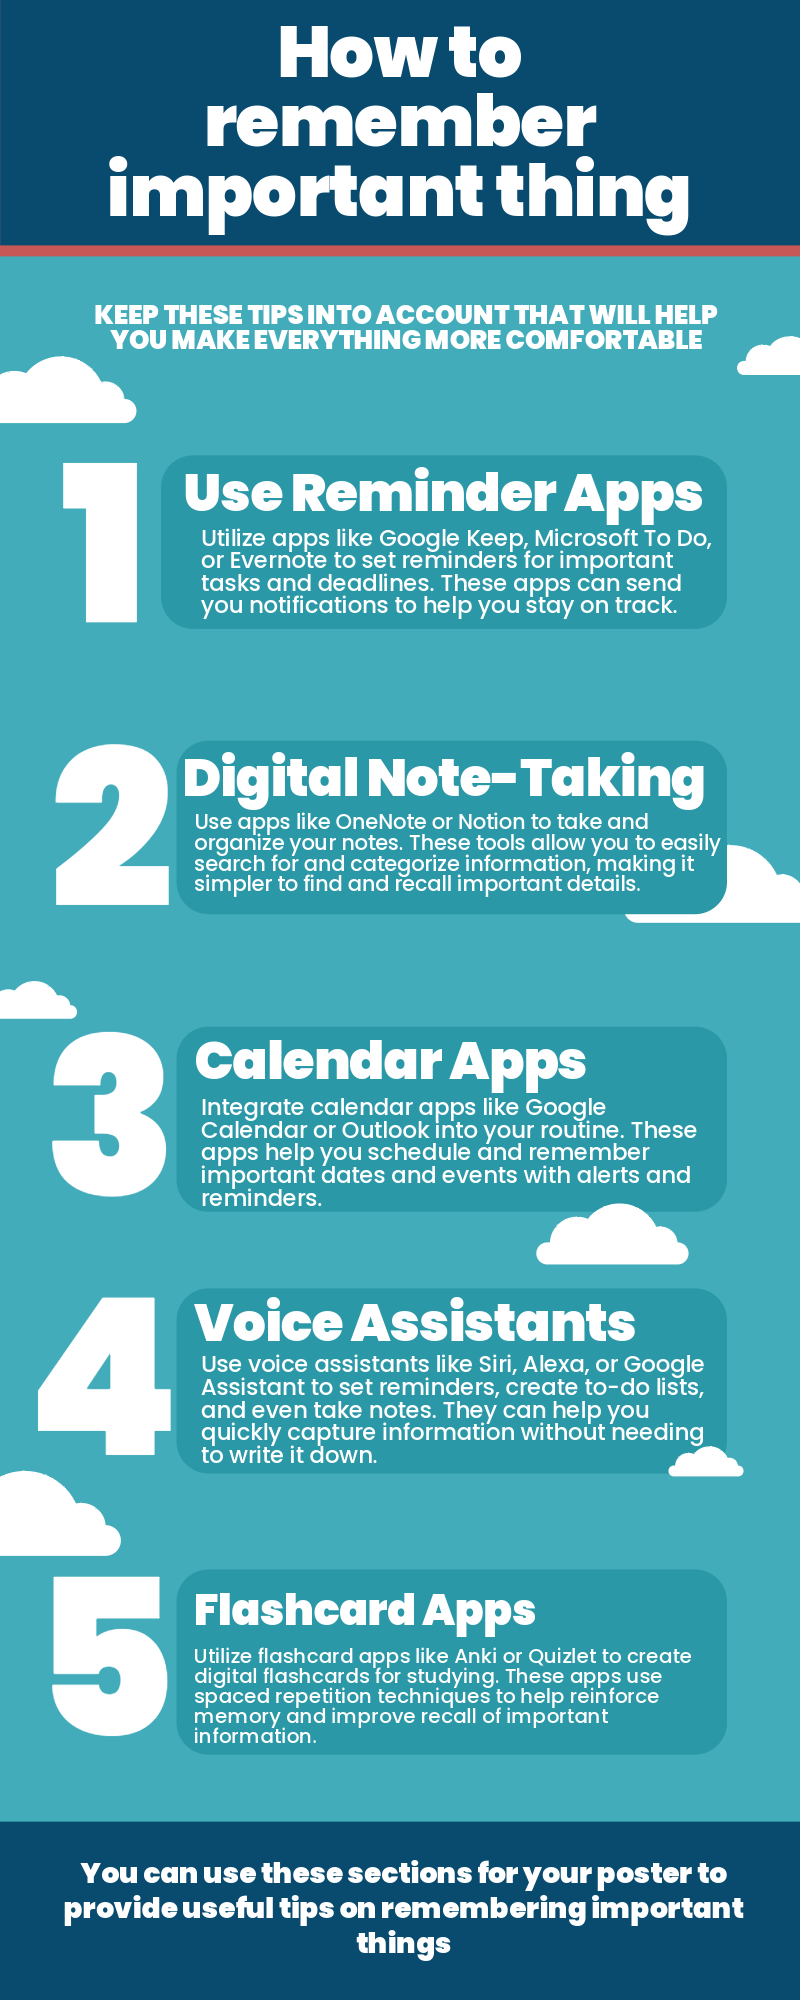 How to
remember
important thing
KEEP THESE TIPS INTO ACCOUNT THAT WILL HELP
YOU MAKE EVERYTHING MORE COMFORTABLE
1
Use Reminder Apps
Utilize apps like Google Keep, Microsoft To Do,
or Evernote to set reminders for important
tasks and deadlines. These apps can send
you notifications to help you stay on track.
2
Digital Note-Taking
Use apps like OneNote or Notion to take and
organize your notes. These tools allow you to easily
search for and categorize information, making it
simpler to find and recall important details.
3
Calendar Apps
Integrate calendar apps like Google
Calendar or Outlook into your routine. These
apps help you schedule and remember
important dates and events with alerts and
reminders.
4
Voice Assistants
Use voice assistants like Siri, Alexa, or Google
Assistant to set reminders, create to-do lists,
and even take notes. They can help you
quickly capture information without needing
to write it down.
5
Flashcard Apps
Utilize flashcard apps like Anki or Quizlet to create
digital flashcards for studying. These apps use
spaced repetition techniques to help reinforce
memory and improve recall of important
information.
You can use these sections for your poster to
provide useful tips on remembering important
things